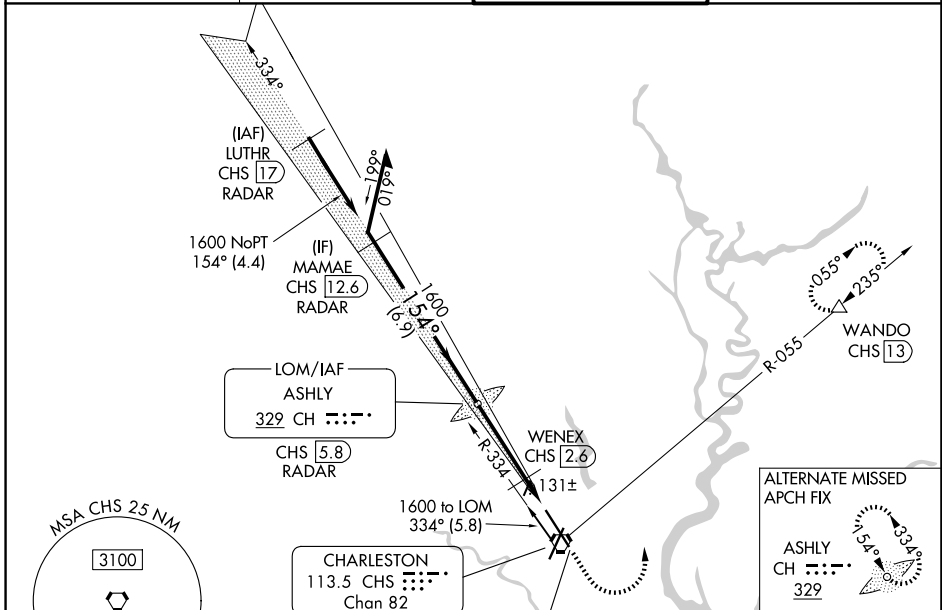 334°
(IAF)
LUTHR
CHS 17
RADAR
199°
019°
1600 NoPT
154° (4.4)
(IF)
MAMAE
CHS 12.6
RADAR
1600
154°
(6.9)
055°
235°
WANDO
CHS 13
R-055
LOM/IAF
ASHLY
329 CH
CHS 5.8
RADAR
R-334
WENEX
CHS 2.6
131±
1600 to LOM
334° (5.8)
MSA CHS 25 NM
3100
CHARLESTON
113.5 CHS
Chan 82
ALTERNATE MISSED
APCH FIX
ASHLY
CH
329
154°
334°